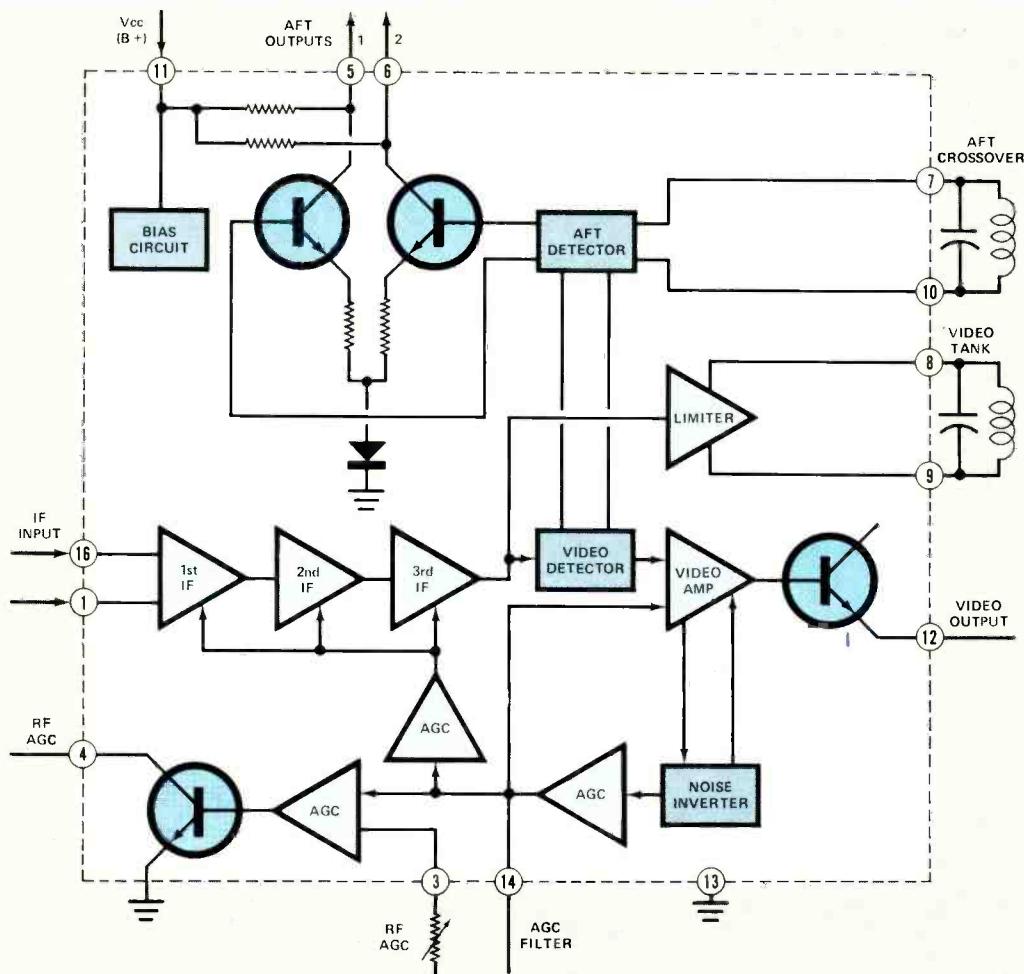 Vcc
(B+)
AFT
OUTPUTS
1
2
11
5
6
AFT
CROSSOVER
7
BIAS
CIRCUIT
AFT
DETECTOR
10
VIDEO
TANK
8
LIMITER
9
IF
INPUT
16
1st
IF
2nd
IF
3rd
IF
VIDEO
DETECTOR
VIDEO
AMP
1
VIDEO
OUTPUT
12
AGC
RF
AGC
4
AGC
AGC
NOISE
INVERTER
3
14
13
RF
AGC
AGC
FILTER